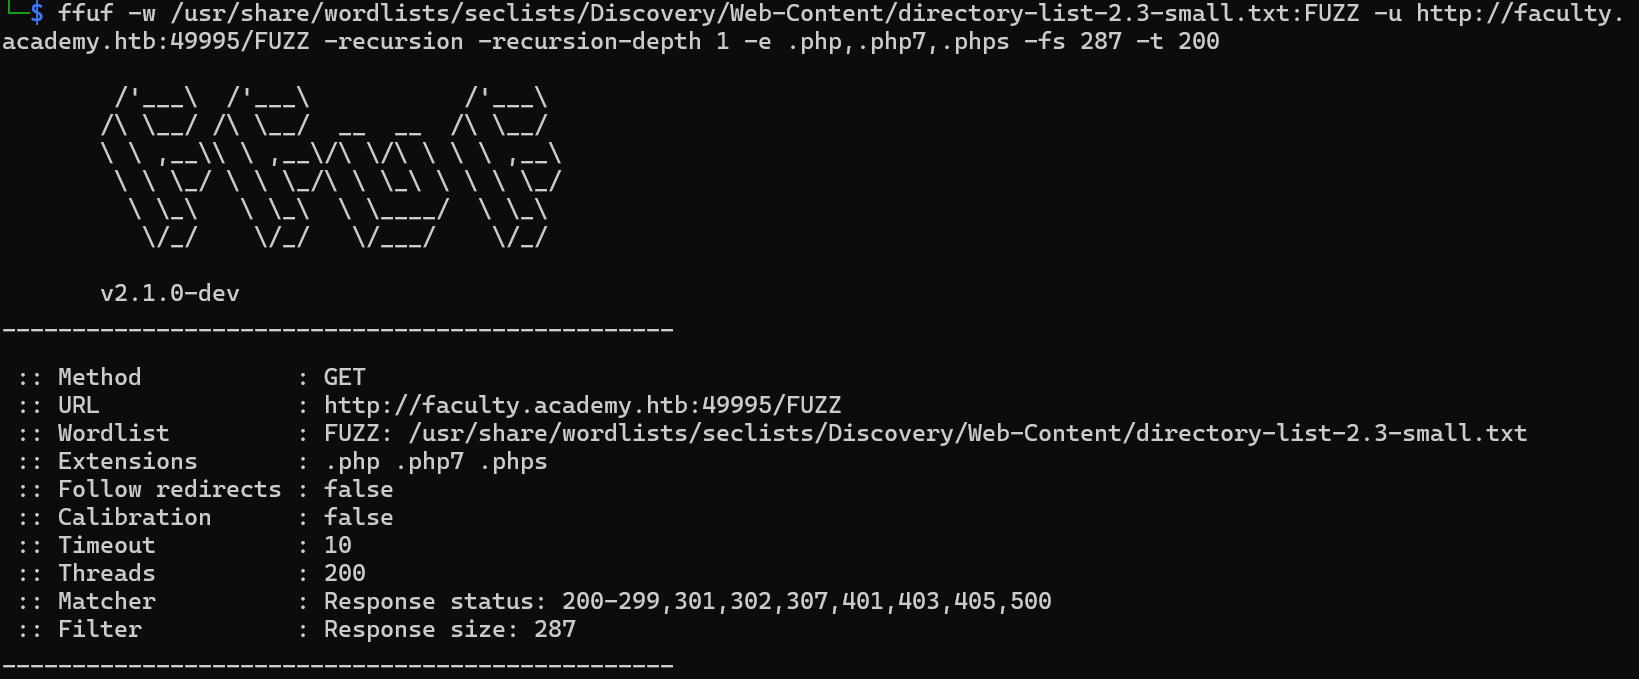 └─$ ffuf -w /usr/share/wordlists/seclists/Discovery/Web-Content/directory-list-2.3-small.txt:FUZZ -u http://faculty.
academy.htb:49995/FUZZ -recursion -recursion-depth 1 -e .php,.php7,.phps -fs 287 -t 200

        /'___\  /'___\           /'___\
       /\ \__/ /\ \__/  __  __  /\ \__/
       \ \ ,__\\ \ ,__\/\ \/\ \ \ \ ,__\
        \ \ \_/ \ \ \_/\ \ \_\ \ \ \ \_/
         \ \_\   \ \_\  \ \____/  \ \_\
          \/_/    \/_/   \/___/    \/_/

       v2.1.0-dev
________________________________________________

 :: Method           : GET
 :: URL              : http://faculty.academy.htb:49995/FUZZ
 :: Wordlist         : FUZZ: /usr/share/wordlists/seclists/Discovery/Web-Content/directory-list-2.3-small.txt
 :: Extensions       : .php .php7 .phps
 :: Follow redirects : false
 :: Calibration      : false
 :: Timeout          : 10
 :: Threads          : 200
 :: Matcher          : Response status: 200-299,301,302,307,401,403,405,500
 :: Filter           : Response size: 287
________________________________________________